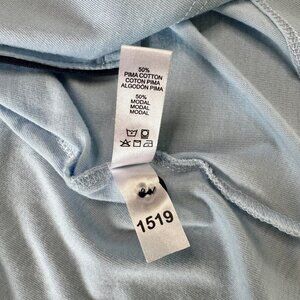 50%
PIMA COTTON
COTON PIMA
ALGODÓN PIMA
50%
MODAL
MODAL
MODAL
1519